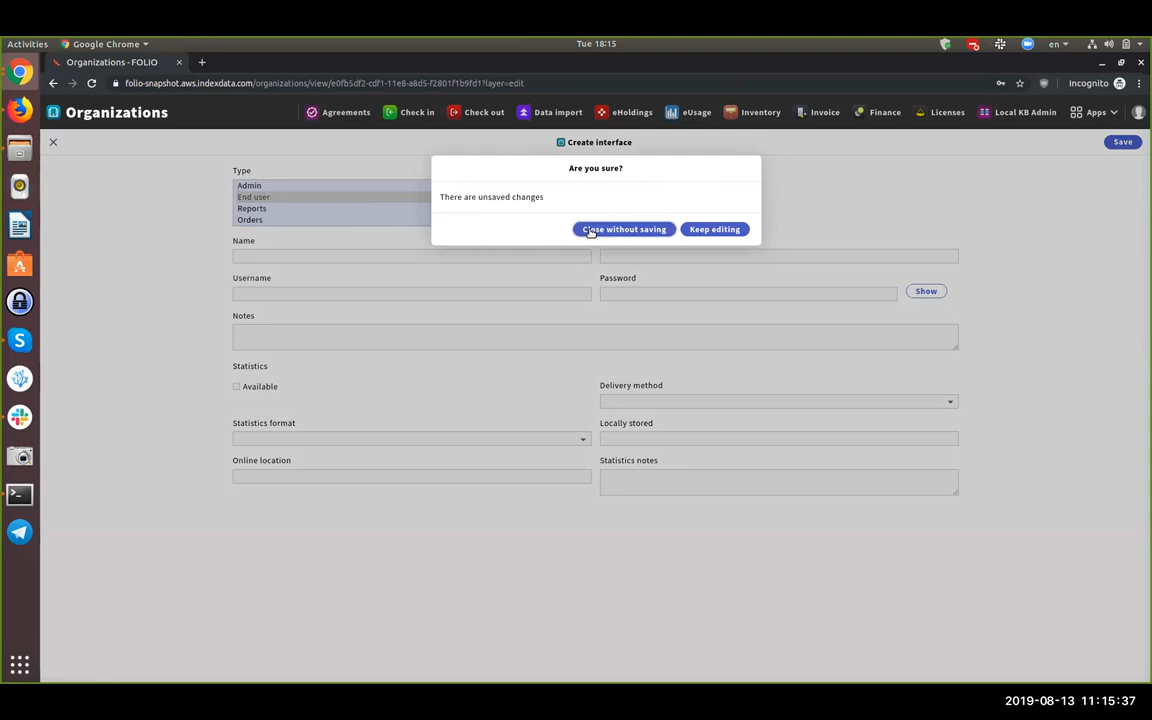 Activities
Google Chrome
Tue 18:15
en
Organizations - FOLIO
folio-snapshot.aws.indexdata.com/organizations/view/e0fb5df2-cdf1-11e8-a8d5-f2801f1b9fd1?layer=edit
Incognito
Organizations
Agreements
Check in
Check out
Data import
eHoldings
eUsage
Inventory
Invoice
Finance
Licenses
Local KB Admin
Apps
Create interface
Save
Are you sure?
There are unsaved changes
Close without saving
Keep editing
Type
Admin
End user
Reports
Orders
Name
Username
Password
Show
Notes
Statistics
Available
Delivery method
Statistics format
Locally stored
Online location
Statistics notes
2019-08-13 11:15:37